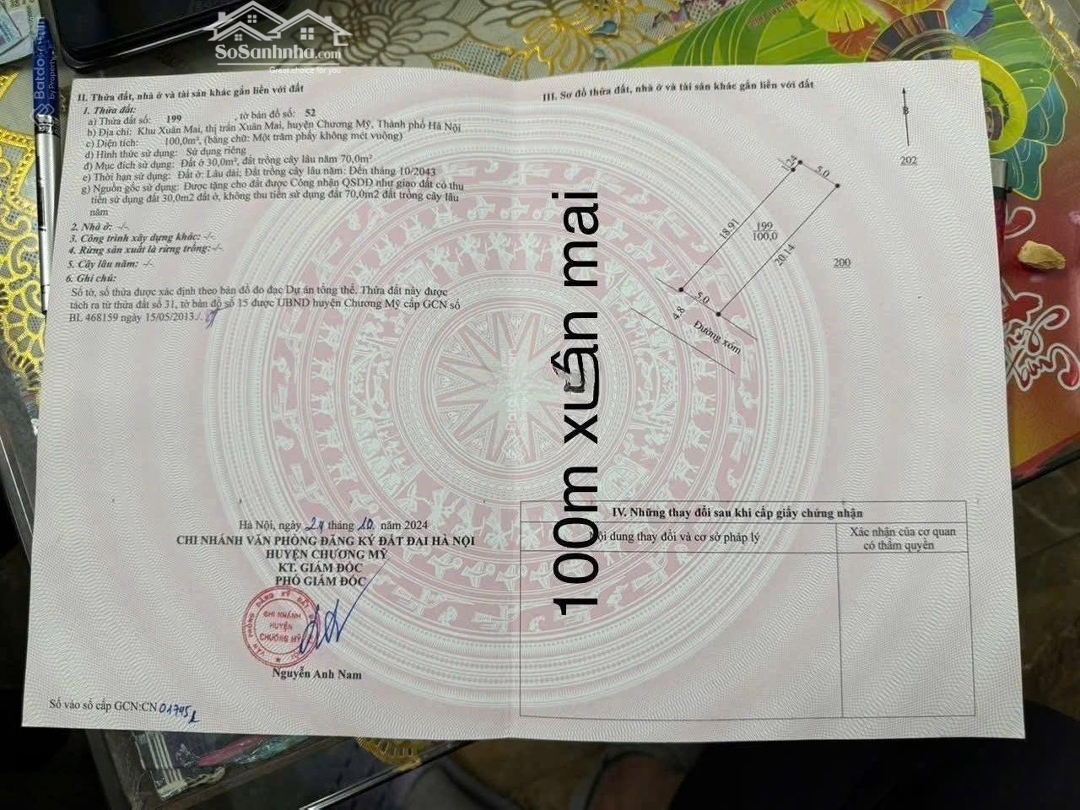 SoSanhnha.com
Great choice for you
II. Thửa đất, nhà ở và tài sản khác gắn liền với đất
1. Thửa đất:
a) Thửa đất số: 199 , tờ bản đồ số: 52
b) Địa chỉ: Khu Xuân Mai, thị trấn Xuân Mai, huyện Chương Mỹ, Thành phố Hà Nội
c) Diện tích: 100,0m², (bằng chữ: Một trăm phẩy không mét vuông)
d) Hình thức sử dụng: Sử dụng riêng
đ) Mục đích sử dụng: Đất ở 30,0m², đất trồng cây lâu năm 70,0m²
e) Thời hạn sử dụng: Đất ở: Lâu dài; Đất trồng cây lâu năm: Đến tháng 10/2043
g) Nguồn gốc sử dụng: Được tặng cho đất được Công nhận QSDĐ như giao đất có thu
tiền sử dụng đất 30,0m2 đất ở, không thu tiền sử dụng đất 70,0m2 đất trồng cây lâu
năm
2. Nhà ở: -/-
3. Công trình xây dựng khác: -/-
4. Rừng sản xuất là rừng trồng: -/-
5. Cây lâu năm: -/-
6. Ghi chú:
Số tờ, số thửa được xác định theo bản đồ đo đạc Dự án tổng thể. Thửa đất này được
tách ra từ thửa đất số 31, tờ bản đồ số 15 được UBND huyện Chương Mỹ cấp GCN số
BL 468159 ngày 15/05/2013./.
Hà Nội, ngày 24 tháng 10 năm 2024
CHI NHÁNH VĂN PHÒNG ĐĂNG KÝ ĐẤT ĐAI HÀ NỘI
HUYỆN CHƯƠNG MỸ
KT. GIÁM ĐỐC
PHÓ GIÁM ĐỐC
CHI NHÁNH
HUYỆN
CHƯƠNG MỸ
Nguyễn Anh Nam
Số vào sổ cấp GCN:CN 01745
III. Sơ đồ thửa đất, nhà ở và tài sản khác gắn liền với đất
B
202
5.0
18.91
199
100,0
20.14
200
5.0
4.8
Đường xóm
100m xuân mai
IV. Những thay đổi sau khi cấp giấy chứng nhận
Nội dung thay đổi và cơ sở pháp lý
Xác nhận của cơ quan
có thẩm quyền
Batdo
by Property